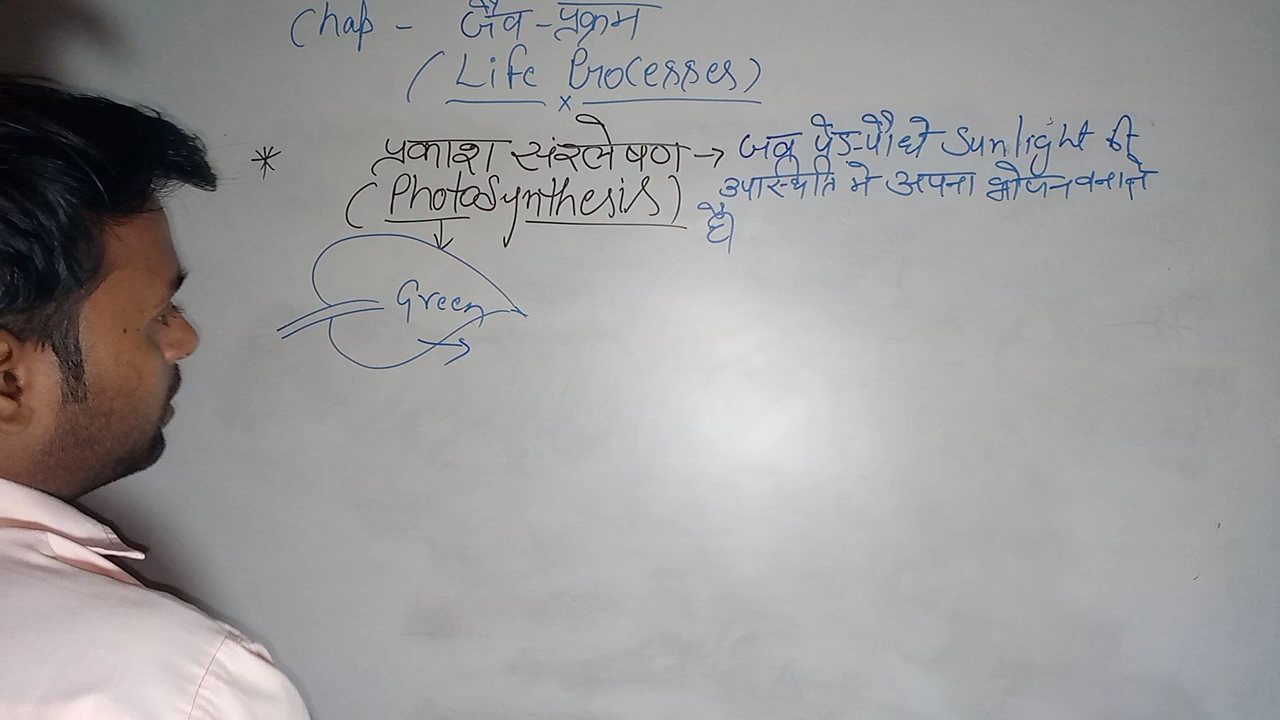 Chap - जैव-प्रक्रम
(Life Processes)
* प्रकाश संश्लेषण → जब पेड़-पौधे Sunlight की
(PhotoSynthesis) उपस्थिति मे अपना भोजन बनाते
है।
Green